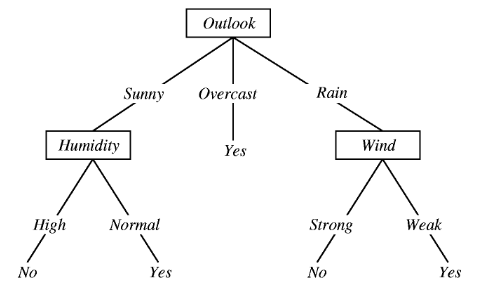 Outlook
Sunny
Overcast
Rain
Humidity
Yes
Wind
High
Normal
Strong
Weak
No
Yes
No
Yes